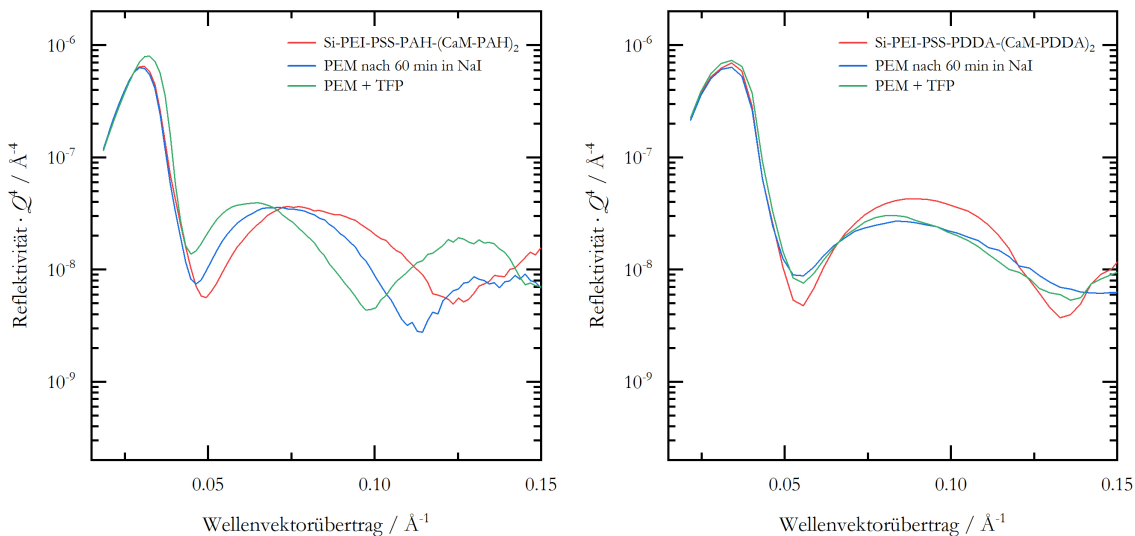 Si-PEI-PSS-PAH-(CaM-PAH)₂
PEM nach 60 min in NaI
PEM + TFP
10⁻⁶
10⁻⁷
10⁻⁸
10⁻⁹
0.05
0.10
0.15
Reflektivität · Q⁴ / Å⁻⁴
Wellenvektorübertrag / Å⁻¹
Si-PEI-PSS-PDDA-(CaM-PDDA)₂
PEM nach 60 min in NaI
PEM + TFP
10⁻⁶
10⁻⁷
10⁻⁸
10⁻⁹
0.05
0.10
0.15
Reflektivität · Q⁴ / Å⁻⁴
Wellenvektorübertrag / Å⁻¹